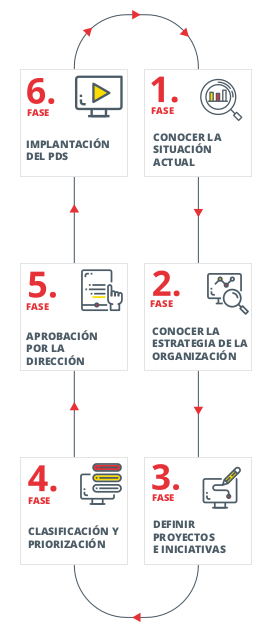 1.
FASE
CONOCER LA
SITUACIÓN
ACTUAL
2.
FASE
CONOCER LA
ESTRATEGIA DE LA
ORGANIZACIÓN
3.
FASE
DEFINIR
PROYECTOS
E INICIATIVAS
4.
FASE
CLASIFICACIÓN Y
PRIORIZACIÓN
5.
FASE
APROBACIÓN
POR LA
DIRECCIÓN
6.
FASE
IMPLANTACIÓN
DEL PDS